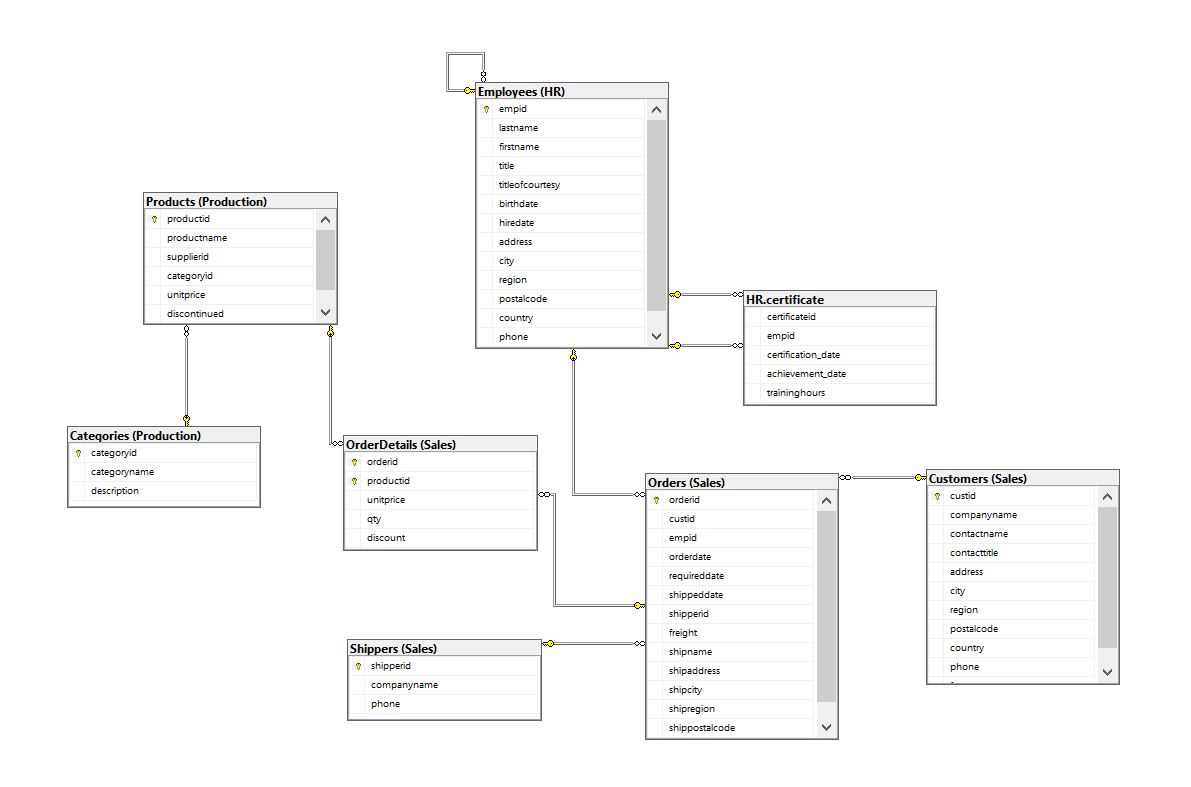 Employees (HR)
empid
lastname
firstname
title
titleofcourtesy
birthdate
hiredate
address
city
region
postalcode
country
phone
Products (Production)
productid
productname
supplierid
categoryid
unitprice
discontinued
HR.certificate
certificateid
empid
certification_date
achievement_date
traininghours
Categories (Production)
categoryid
categoryname
description
OrderDetails (Sales)
orderid
productid
unitprice
qty
discount
Orders (Sales)
orderid
custid
empid
orderdate
requireddate
shippeddate
shipperid
freight
shipname
shipaddress
shipcity
shipregion
shippostalcode
Customers (Sales)
custid
companyname
contactname
contacttitle
address
city
region
postalcode
country
phone
Shippers (Sales)
shipperid
companyname
phone